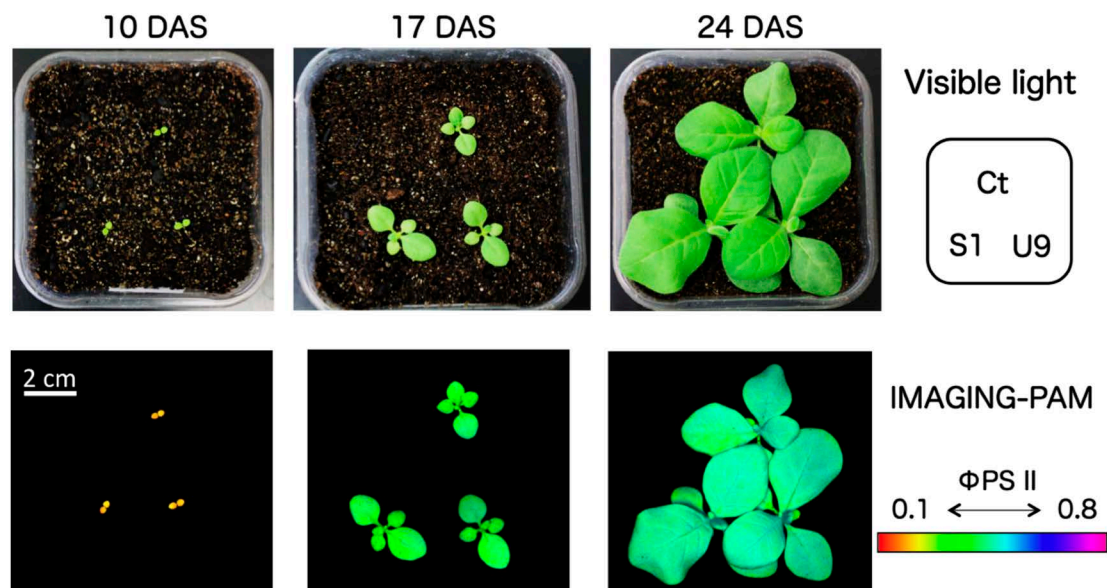 10 DAS
17 DAS
24 DAS
Visible light
Ct
S1 U9
2 cm
IMAGING-PAM
ΦPS II
0.1 ⟷ 0.8